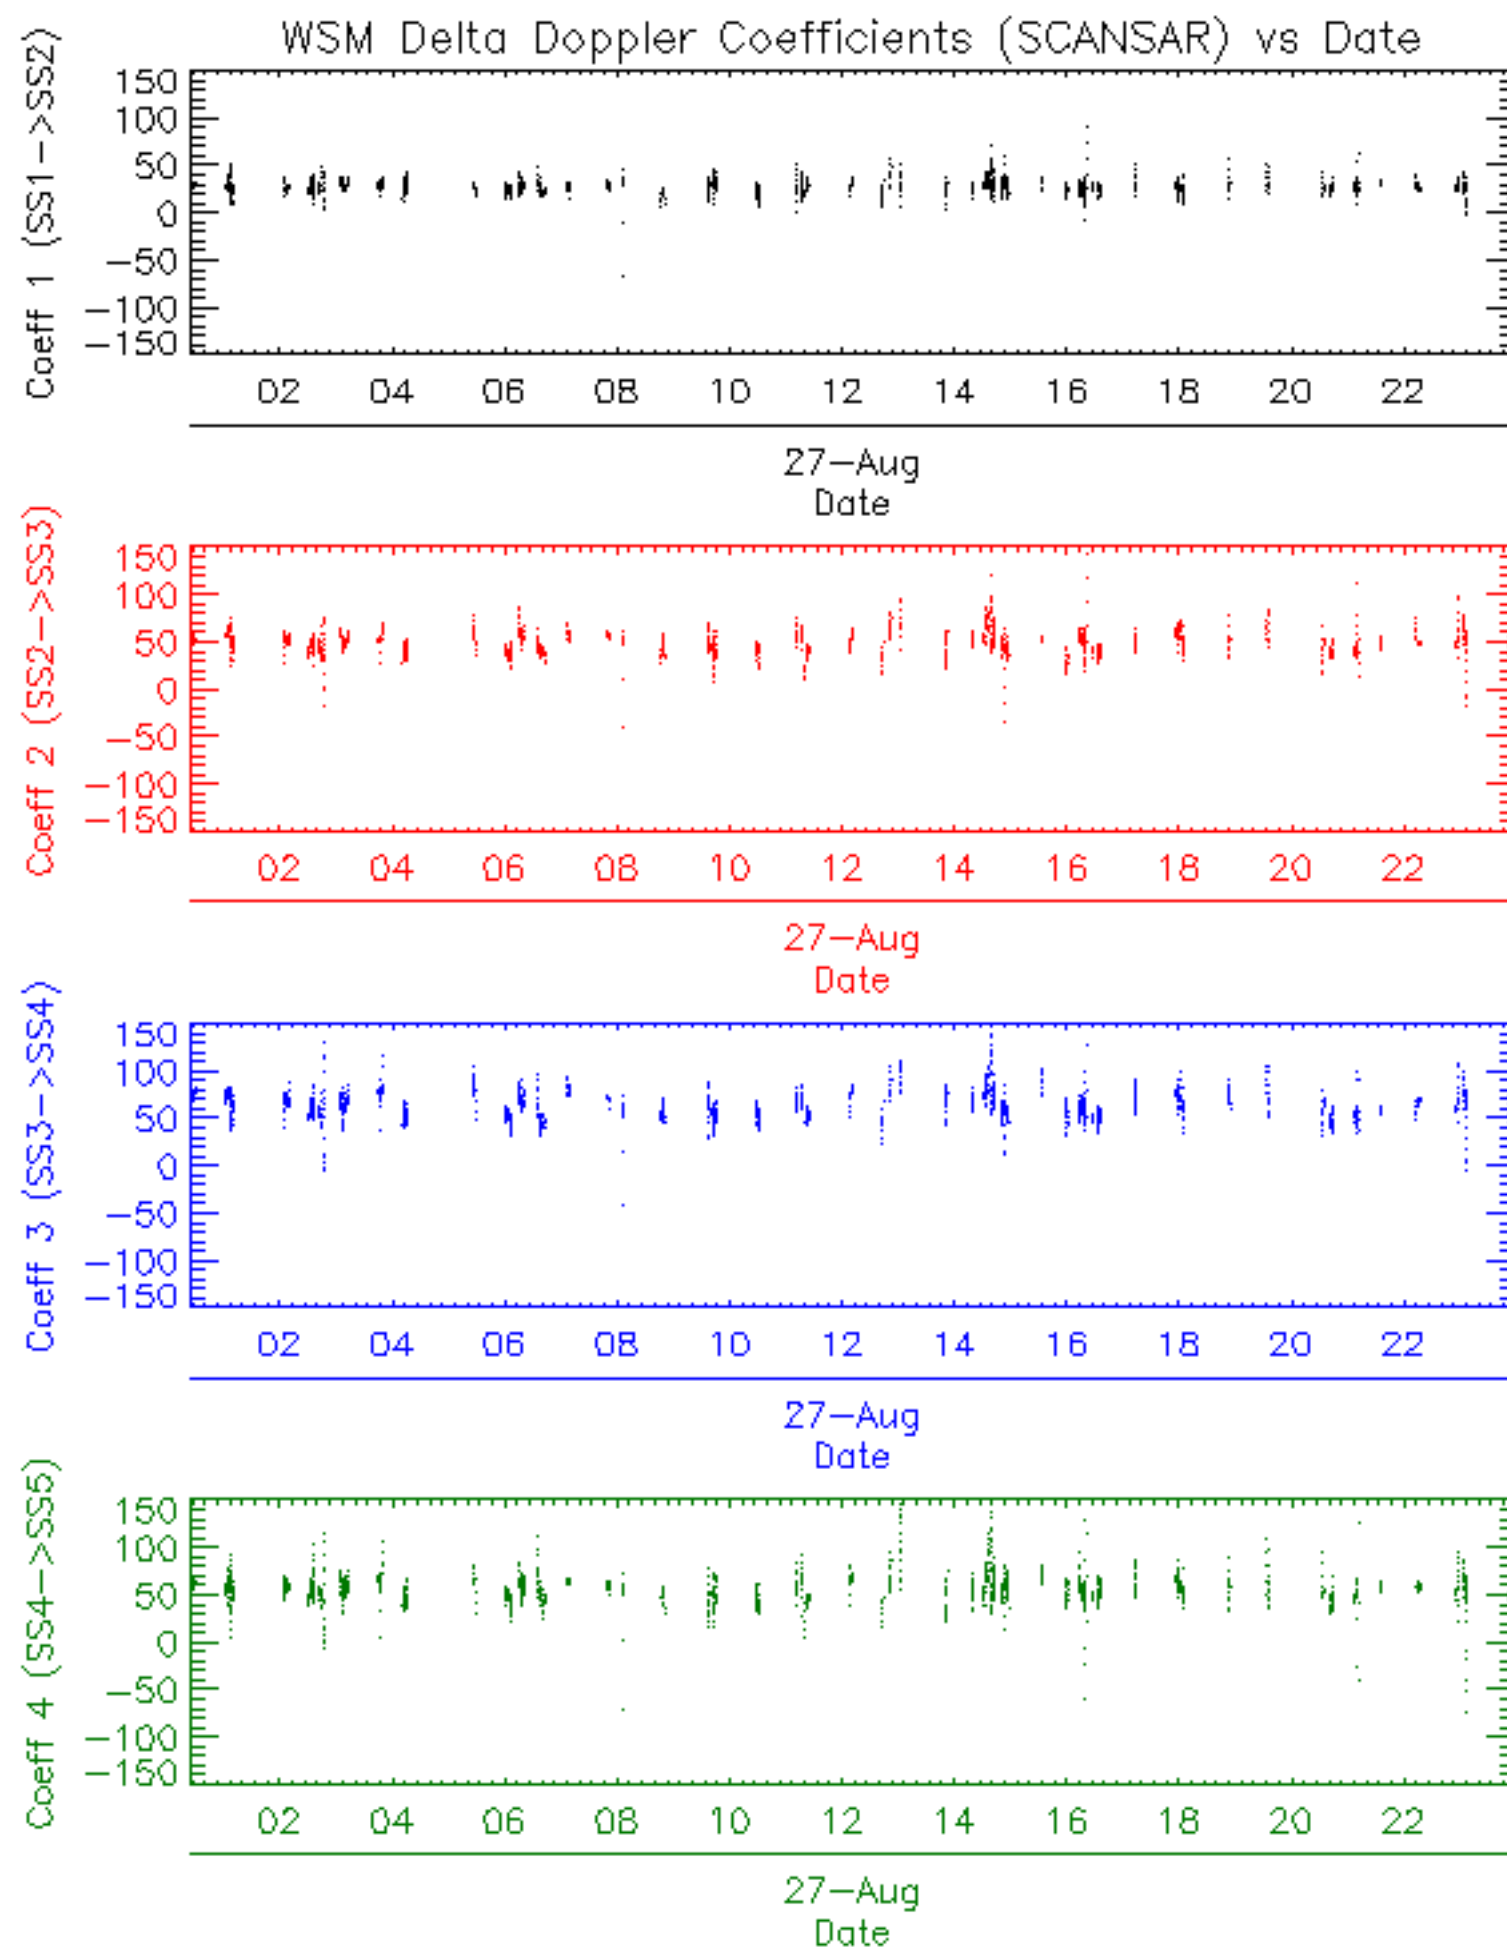 WSM Delta Doppler Coefficients (SCANSAR) vs Date
Coeff 1 (SS1->SS2)
150
100
50
0
-50
-100
-150
02 04 06 08 10 12 14 16 18 20 22
27-Aug
Date
Coeff 2 (SS2->SS3)
150
100
50
0
-50
-100
-150
02 04 06 08 10 12 14 16 18 20 22
27-Aug
Date
Coeff 3 (SS3->SS4)
150
100
50
0
-50
-100
-150
02 04 06 08 10 12 14 16 18 20 22
27-Aug
Date
Coeff 4 (SS4->SS5)
150
100
50
0
-50
-100
-150
02 04 06 08 10 12 14 16 18 20 22
27-Aug
Date